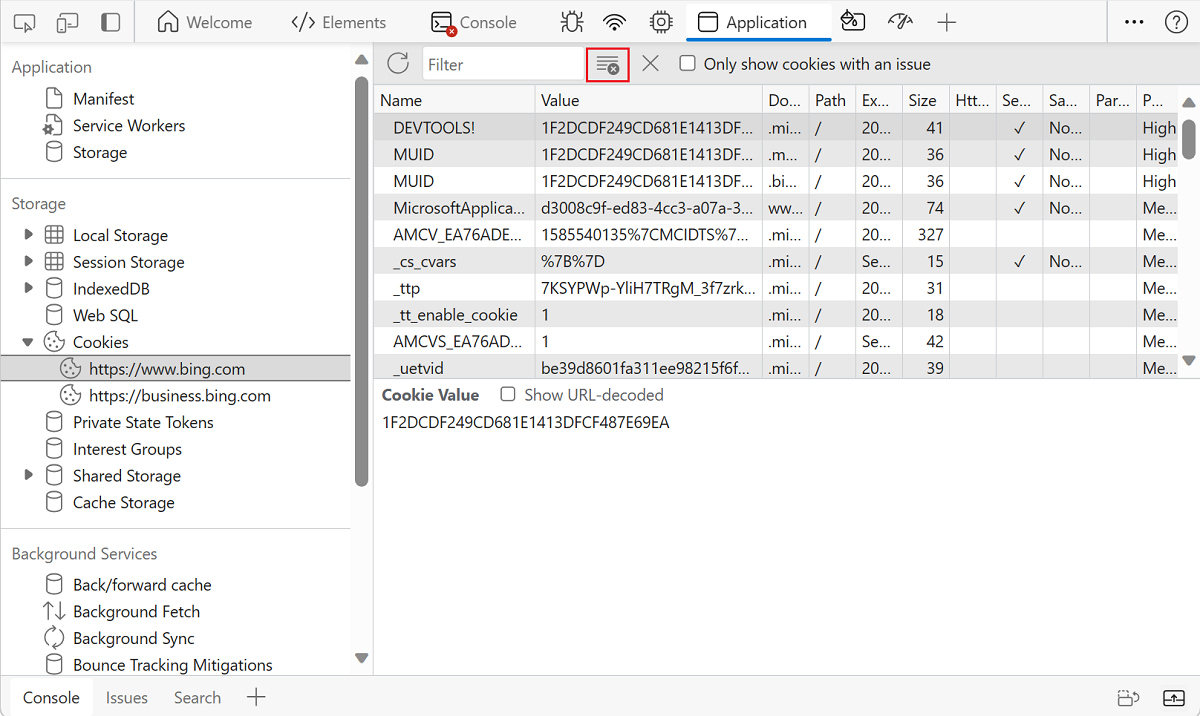 Welcome
</> Elements
Console
Application
Application
Manifest
Service Workers
Storage
Storage
Local Storage
Session Storage
IndexedDB
Web SQL
Cookies
https://www.bing.com
https://business.bing.com
Private State Tokens
Interest Groups
Shared Storage
Cache Storage
Background Services
Back/forward cache
Background Fetch
Background Sync
Bounce Tracking Mitigations
Filter
Only show cookies with an issue
Name Value Do... Path Ex... Size Htt... Se... Sa... Par... P...
DEVTOOLS! 1F2DCDF249CD681E1413DF... .mi... / 20... 41 ✓ No... High
MUID 1F2DCDF249CD681E1413DF... .m... / 20... 36 ✓ No... High
MUID 1F2DCDF249CD681E1413DF... .bi... / 20... 36 ✓ No... High
MicrosoftApplica... d3008c9f-ed83-4cc3-a07a-3... ww... / 20... 74 ✓ No... Me...
AMCV_EA76ADE... 1585540135%7CMCIDTS%7... .mi... / 20... 327 Me...
_cs_cvars %7B%7D .mi... / Se... 15 ✓ No... Me...
_ttp 7KSYPWp-YliH7TRgM_3f7zrk... .mi... / 20... 31 Me...
_tt_enable_cookie 1 .mi... / 20... 18 Me...
AMCVS_EA76AD... 1 .mi... / Se... 42 Me...
_uetvid be39d8601fa311ee98215f6f... .mi... / 20... 39 Me...
Cookie Value Show URL-decoded
1F2DCDF249CD681E1413DFCF487E69EA
Console Issues Search